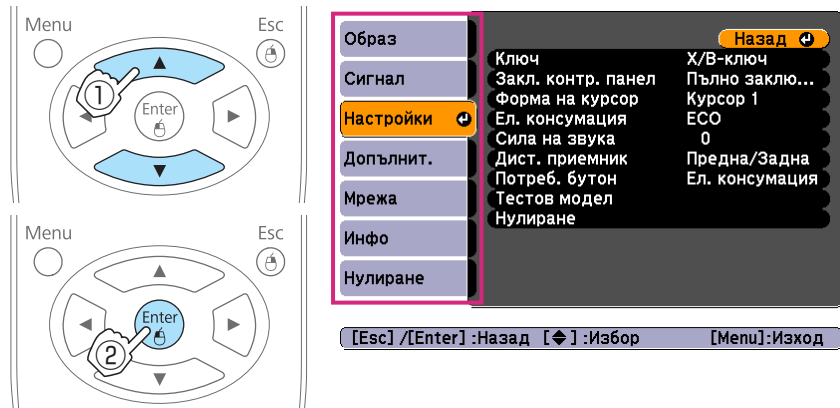 Menu
Esc
Enter
1
Menu
Esc
Enter
2
Образ
Сигнал
Настройки
Допълнит.
Мрежа
Инфо
Нулиране
Назад
Ключ X/В-ключ
Закл. контр. панел Пълно заклю...
Форма на курсор Курсор 1
Ел. консумация ECO
Сила на звука 0
Дист. приемник Предна/Задна
Потреб. бутон Ел. консумация
Тестов модел
Нулиране
[Esc] /[Enter] :Назад [◆] :Избор [Menu]:Изход